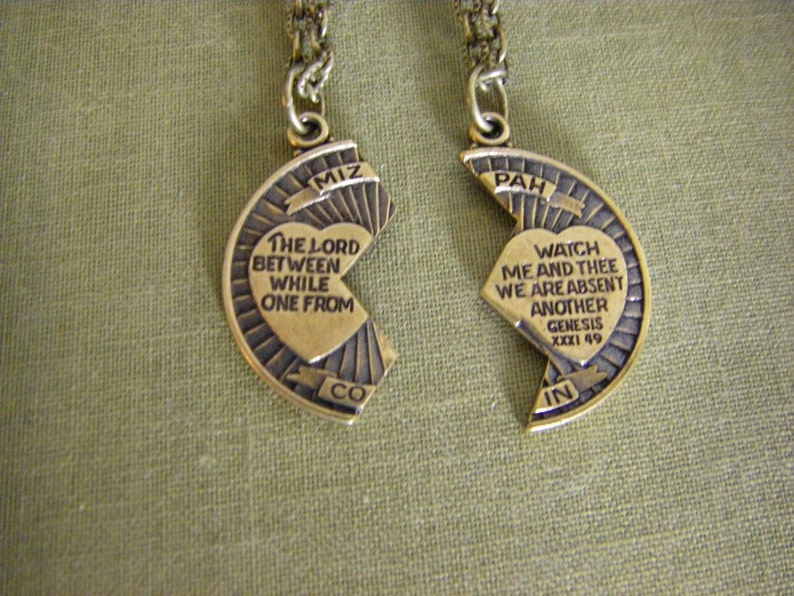 MIZ
THE LORD
BETWEEN
WHILE
ONE FROM
CO
PAH
WATCH
ME AND THEE
WE ARE ABSENT
ANOTHER
GENESIS
XXXI 49
IN